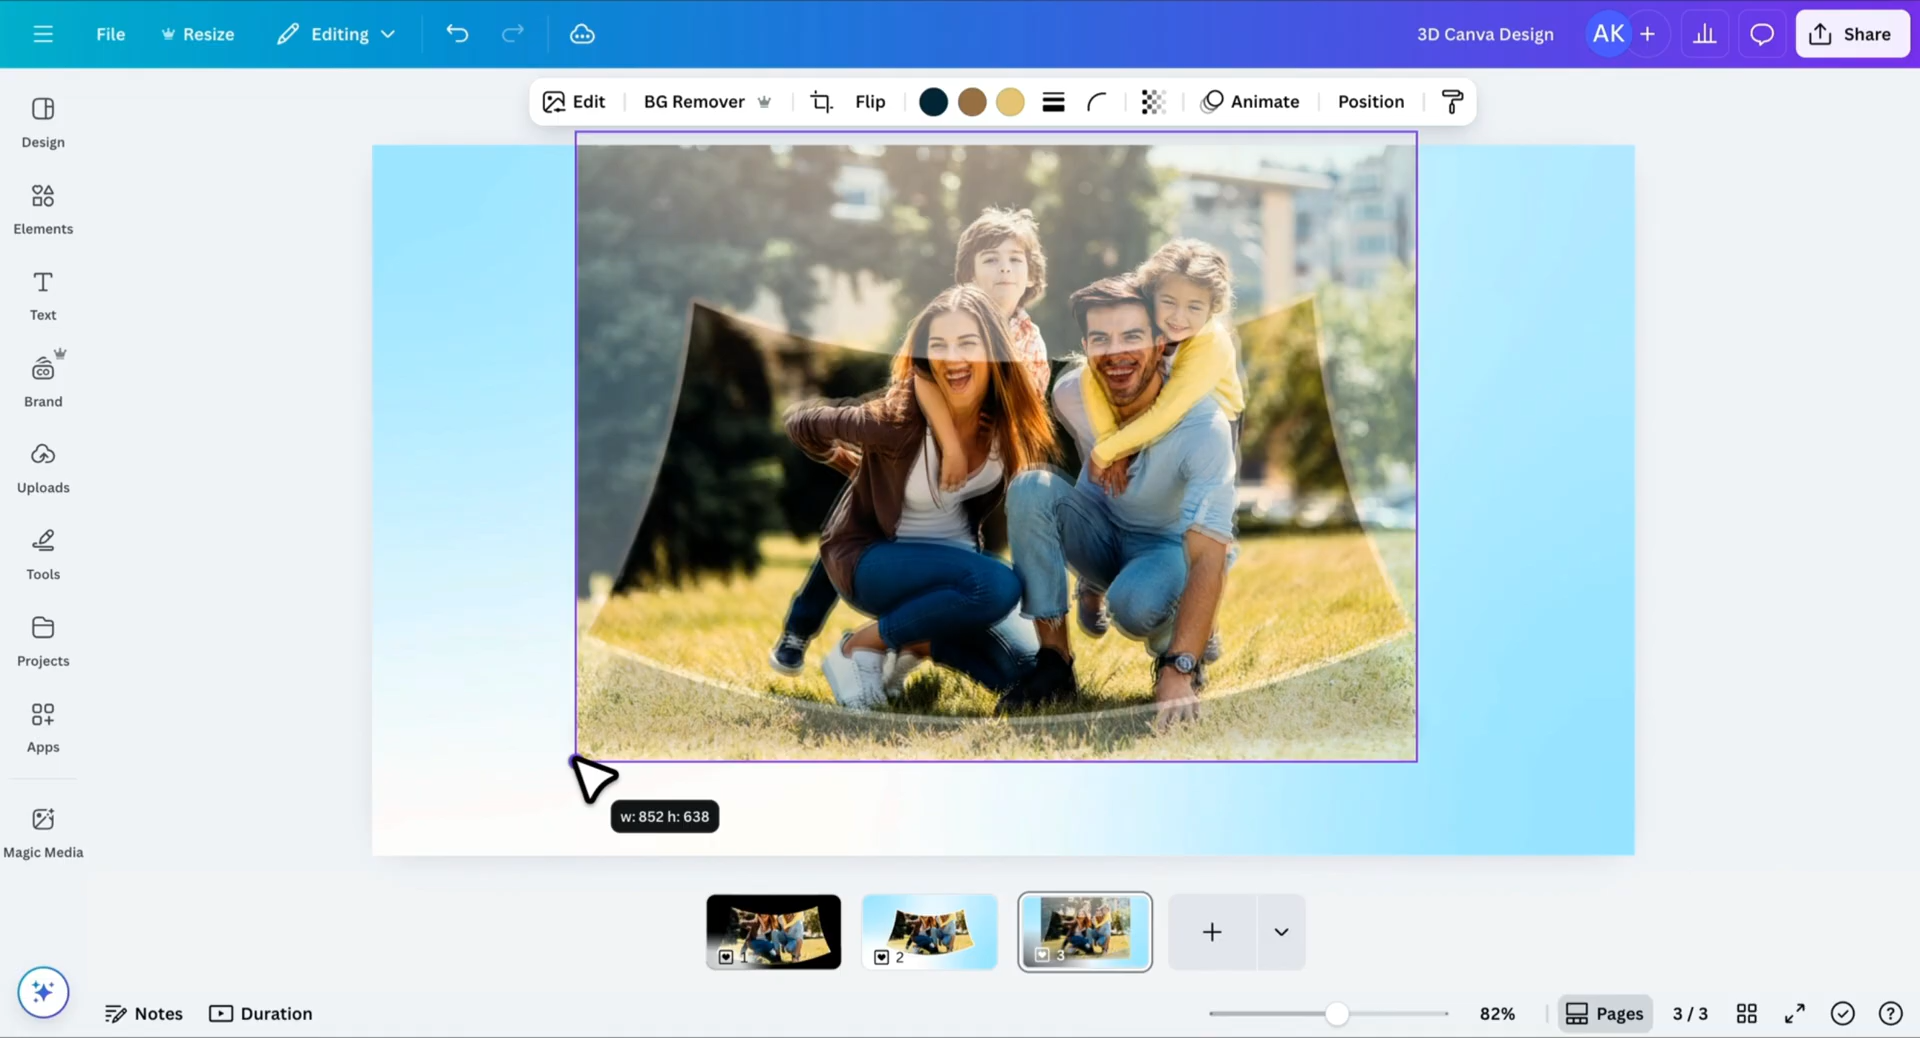 File
Resize
Editing
3D Canva Design
AK
Share
Edit
BG Remover
Flip
Animate
Position
Design
Elements
Text
Brand
Uploads
Tools
Projects
Apps
Magic Media
w: 852 h: 638
1
2
3
Notes
Duration
82%
Pages
3 / 3